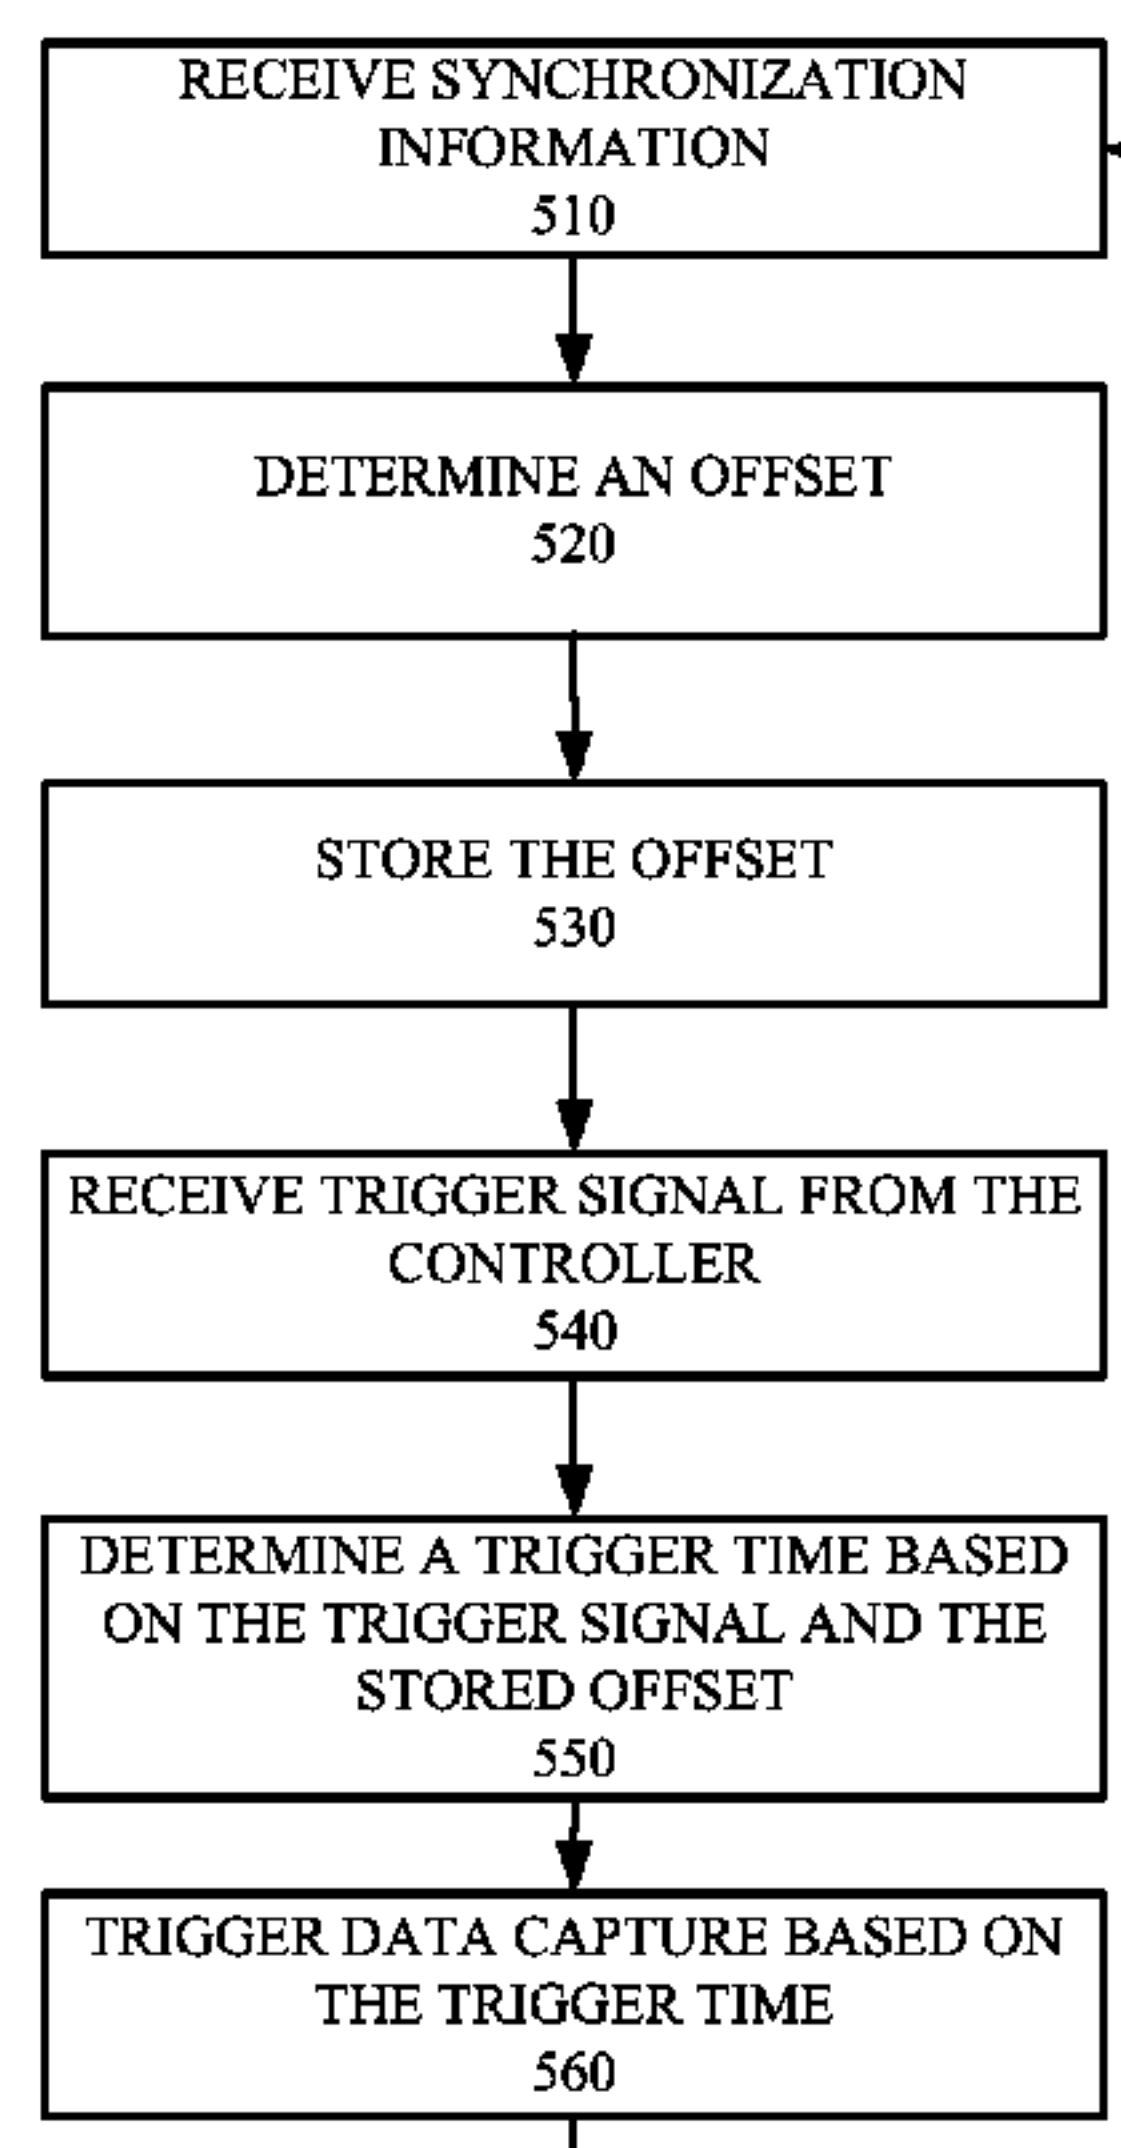 RECEIVE SYNCHRONIZATION
INFORMATION
510
DETERMINE AN OFFSET
520
STORE THE OFFSET
530
RECEIVE TRIGGER SIGNAL FROM THE
CONTROLLER
540
DETERMINE A TRIGGER TIME BASED
ON THE TRIGGER SIGNAL AND THE
STORED OFFSET
550
TRIGGER DATA CAPTURE BASED ON
THE TRIGGER TIME
560